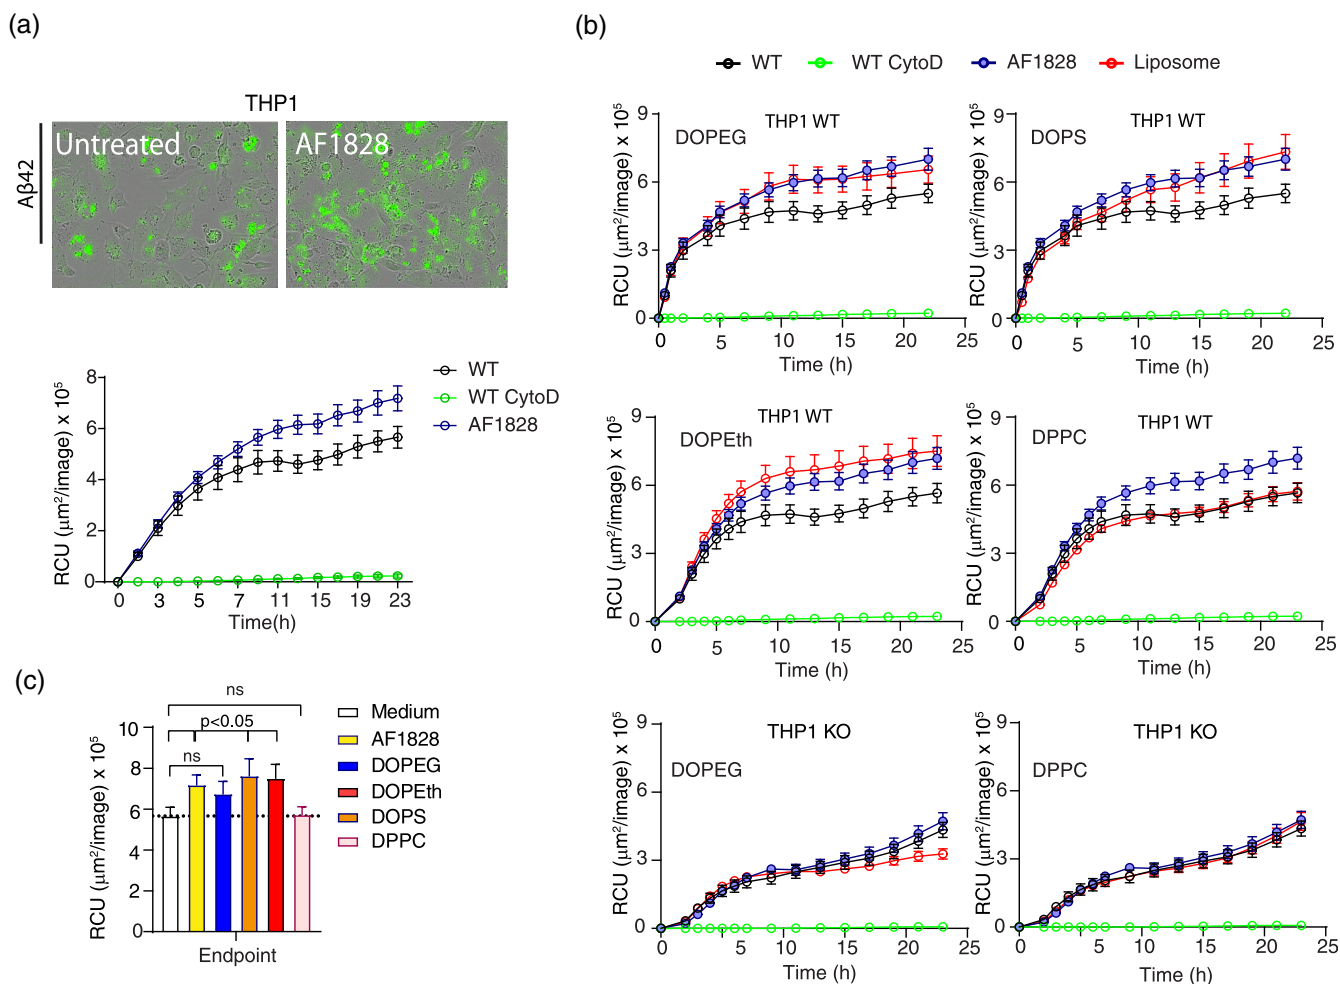 (a)
THP1
Aβ42
Untreated
AF1828
RCU (μm²/image) x 10⁵
8
6
4
2
0
0 3 5 7 11 15 19 23
Time(h)
WT
WT CytoD
AF1828
(b)
WT WT CytoD AF1828 Liposome
DOPEG
THP1 WT
RCU (μm²/image) x 10⁵
9
6
3
0
0 5 10 15 20 25
Time (h)
DOPS
THP1 WT
RCU (μm²/image) x 10⁵
9
6
3
0
0 5 10 15 20 25
Time (h)
DOPEth
THP1 WT
RCU (μm²/image) x 10⁵
9
6
3
0
0 5 10 15 20 25
Time (h)
DPPC
THP1 WT
RCU (μm²/image) x 10⁵
9
6
3
0
0 5 10 15 20 25
Time (h)
THP1 KO
DOPEG
RCU (μm²/image) x 10⁵
9
6
3
0
0 5 10 15 20 25
Time (h)
THP1 KO
DPPC
RCU (μm²/image) x 10⁵
9
6
3
0
0 5 10 15 20 25
Time (h)
(c)
ns
p<0.05
ns
RCU (μm²/image) x 10⁵
10
8
6
4
2
0
Endpoint
Medium
AF1828
DOPEG
DOPEth
DOPS
DPPC